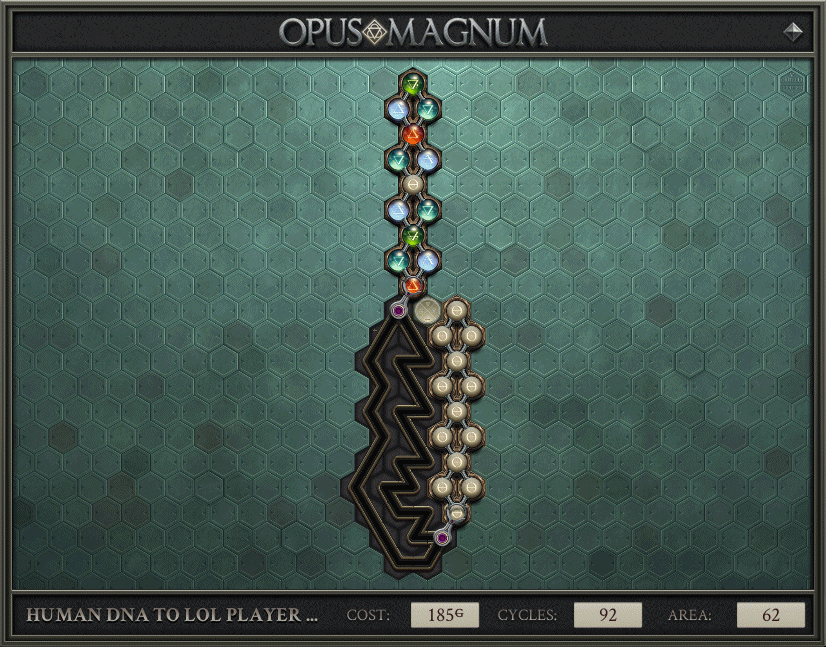 OPUS MAGNUM
HUMAN DNA TO LOL PLAYER ...
COST: 185G
CYCLES: 92
AREA: 62